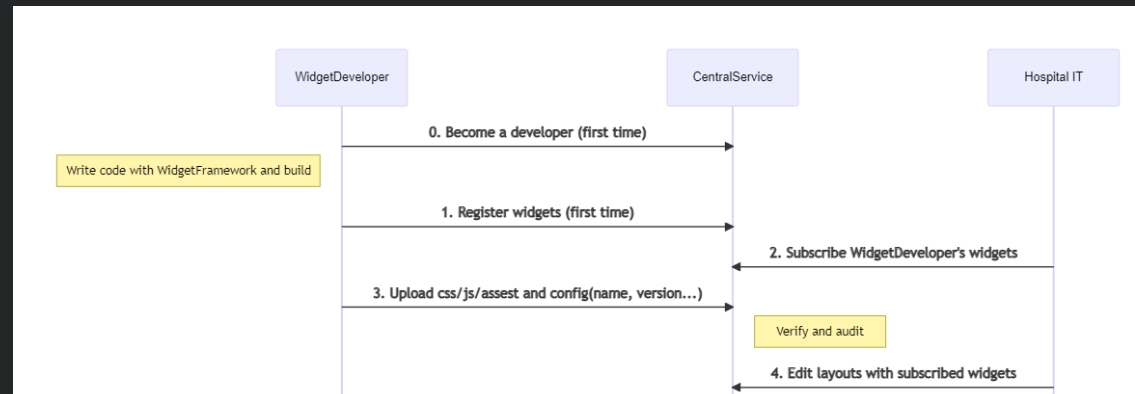 WidgetDeveloper
CentralService
Hospital IT
0. Become a developer (first time)
Write code with WidgetFramework and build
1. Register widgets (first time)
2. Subscribe WidgetDeveloper's widgets
3. Upload css/js/assest and config(name, version...)
Verify and audit
4. Edit layouts with subscribed widgets